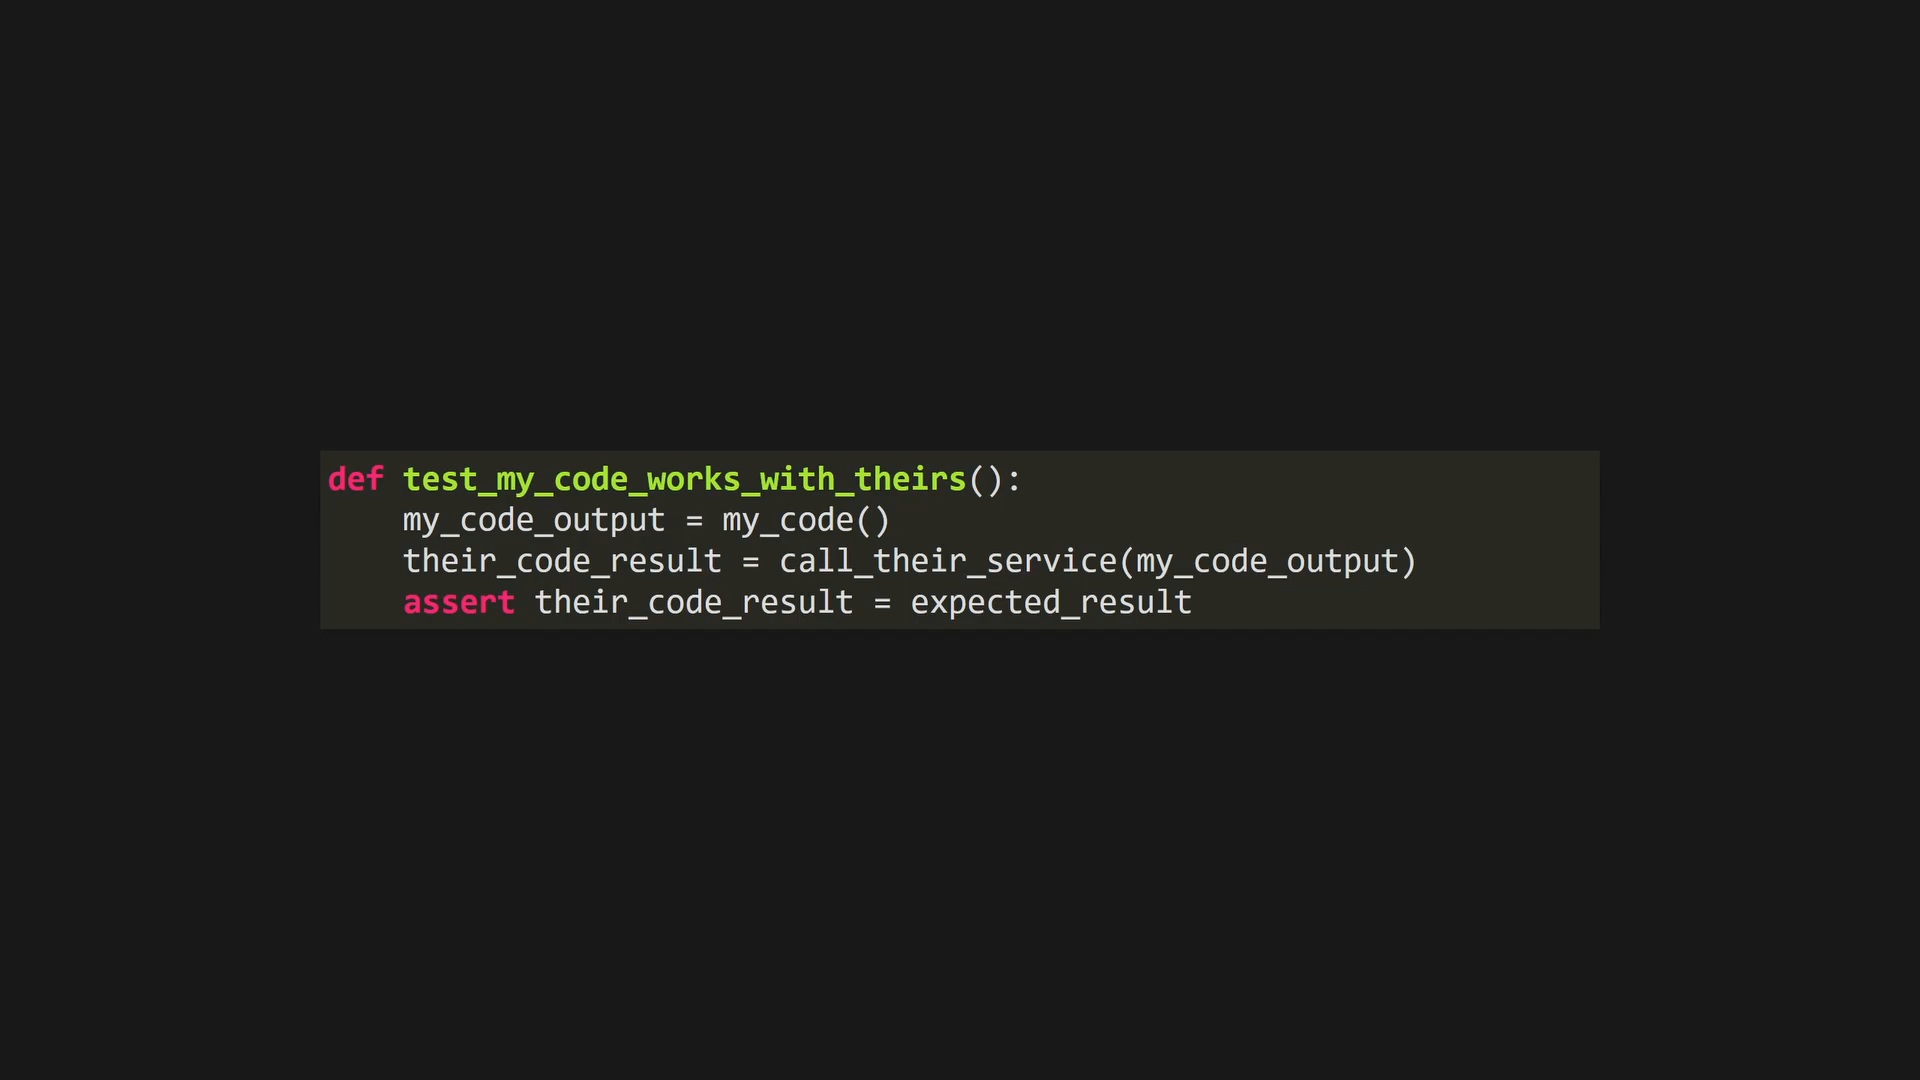 def test_my_code_works_with_theirs():
    my_code_output = my_code()
    their_code_result = call_their_service(my_code_output)
    assert their_code_result = expected_result